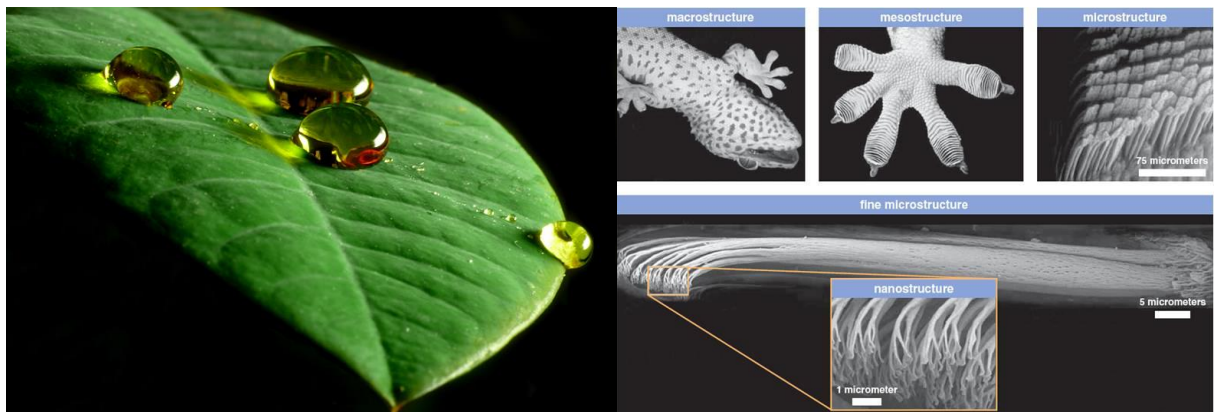 macrostructure
mesostructure
microstructure
75 micrometers
fine microstructure
5 micrometers
nanostructure
1 micrometer